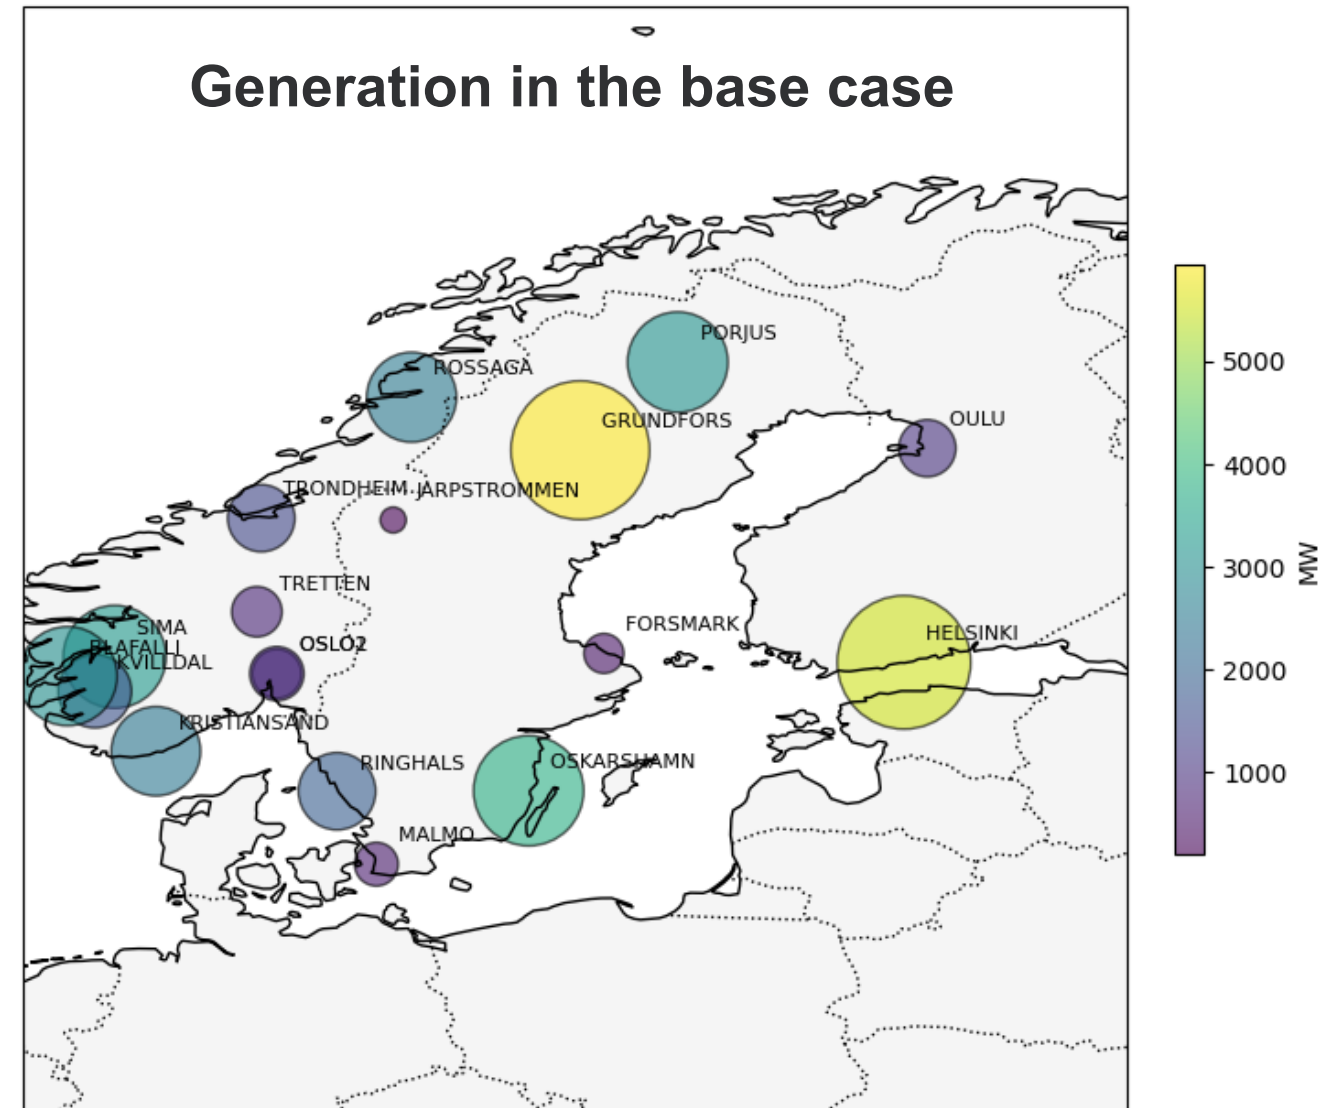 Generation in the base case
PORJUS
ROSSAGA
GRUNDFORS
OULU
TRONDHEIM
JARPSTROMMEN
TRETTEN
FORSMARK
SIMA
HELSINKI
BLAFALLI
KVILLDAL
KRISTIANSAND
RINGHALS
OSKARSHAMN
MALMO
5000
4000
3000
2000
1000
MW